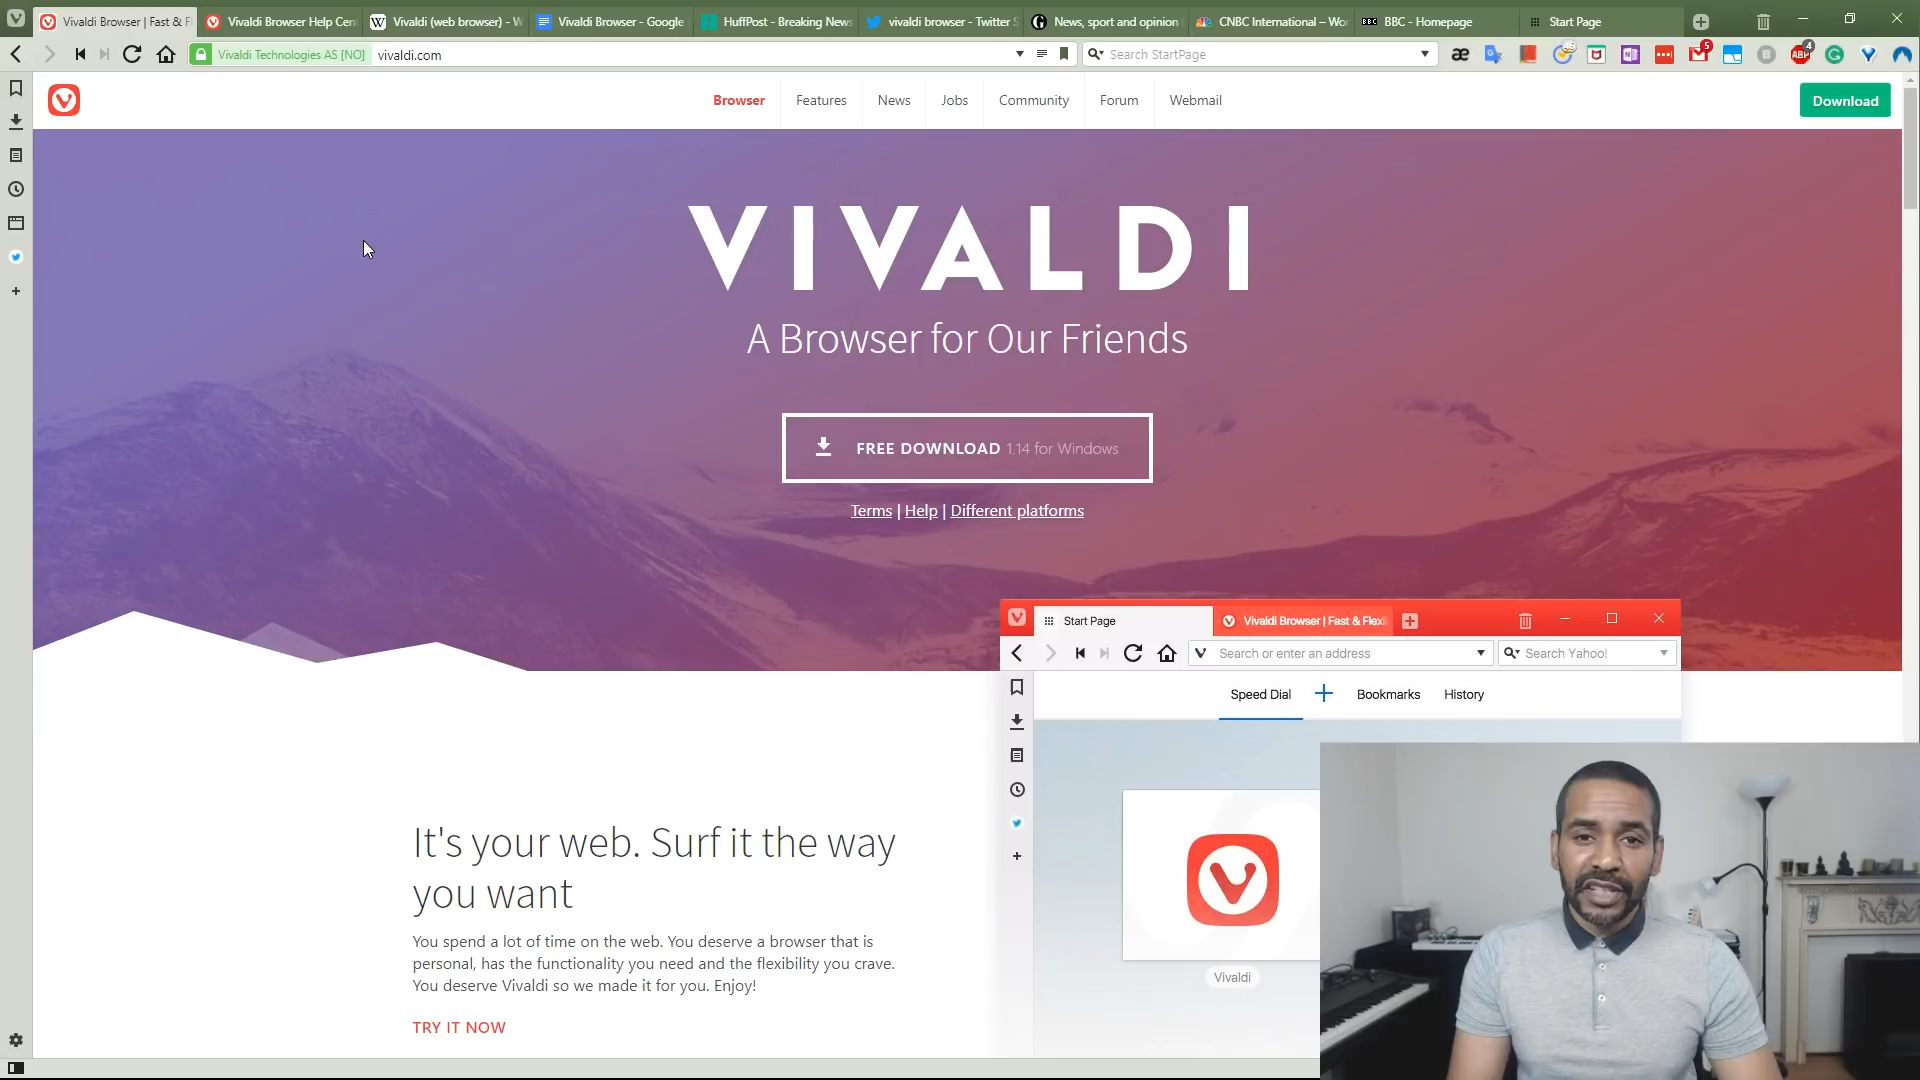 Vivaldi Browser | Fast & F
Vivaldi Browser Help Cen
Vivaldi (web browser) - W
Vivaldi Browser - Google
HuffPost - Breaking News
vivaldi browser - Twitter S
News, sport and opinion
CNBC International – Wor
BBC - Homepage
Start Page
Vivaldi Technologies AS [NO]
vivaldi.com
Search StartPage
æ
5
ABP
4
Browser
Features
News
Jobs
Community
Forum
Webmail
Download
VIVALDI
A Browser for Our Friends
FREE DOWNLOAD 1.14 for Windows
Terms | Help | Different platforms
Start Page
Vivaldi Browser | Fast & Flexi
Search or enter an address
Search Yahoo!
Speed Dial
Bookmarks
History
Vivaldi
It's your web. Surf it the way
you want
You spend a lot of time on the web. You deserve a browser that is
personal, has the functionality you need and the flexibility you crave.
You deserve Vivaldi so we made it for you. Enjoy!
TRY IT NOW